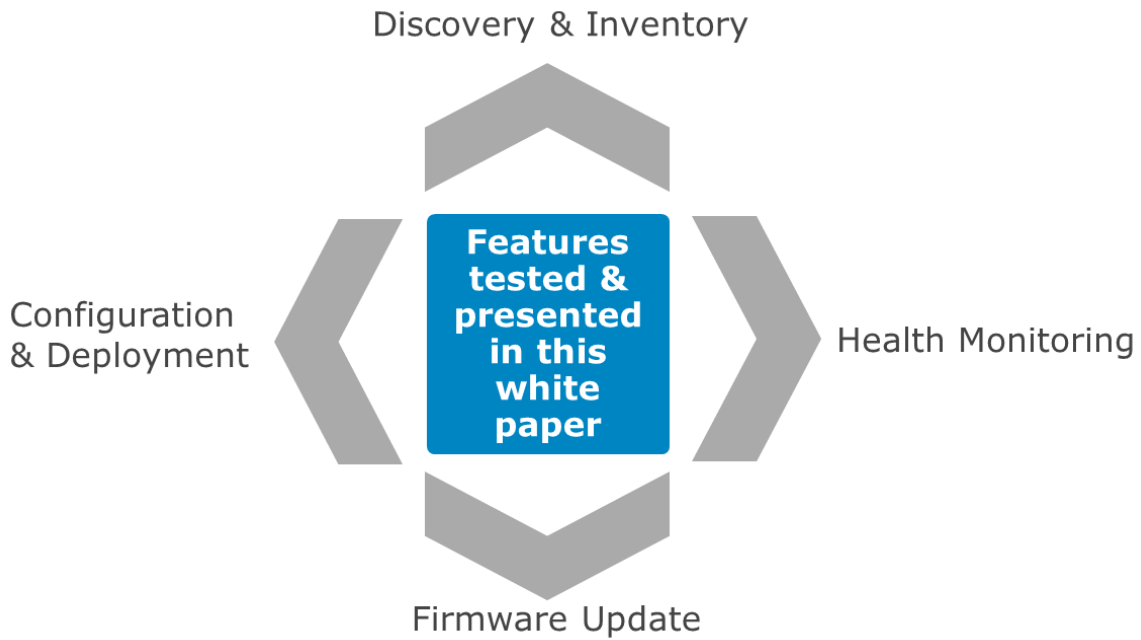 Discovery & Inventory
Features
tested &
presented
in this
white
paper
Configuration
& Deployment
Health Monitoring
Firmware Update